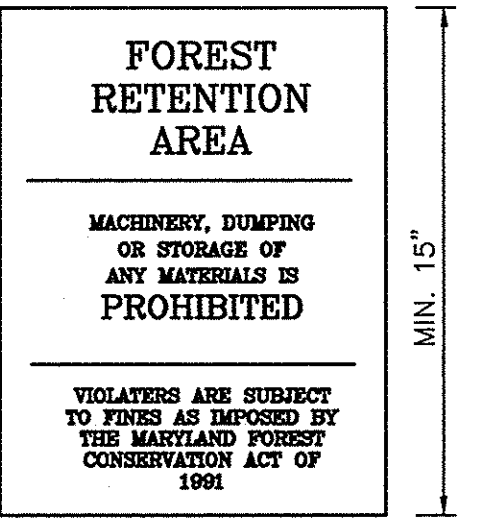 FOREST
RETENTION
AREA
MACHINERY, DUMPING
OR STORAGE OF
ANY MATERIALS IS
PROHIBITED
VIOLATERS ARE SUBJECT
TO FINES AS IMPOSED BY
THE MARYLAND FOREST
CONSERVATION ACT OF
1991
MIN. 15"